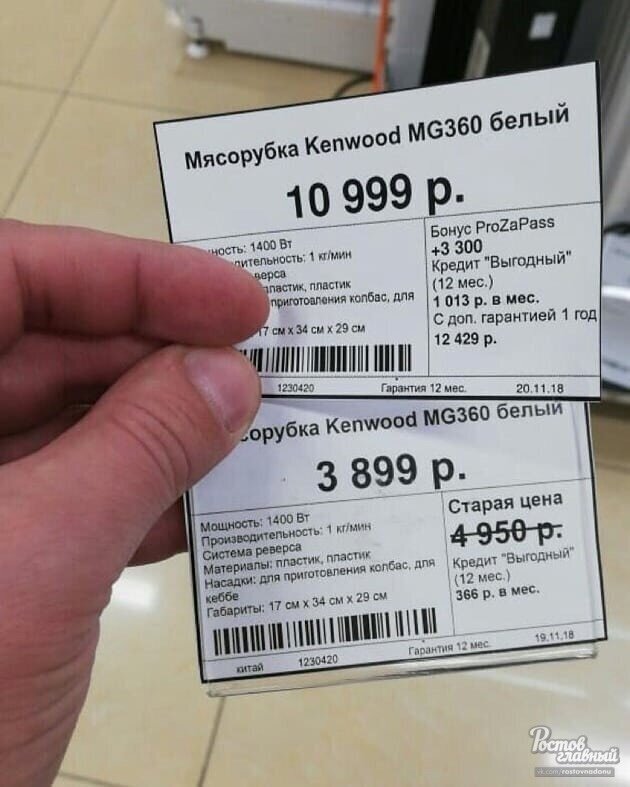 Мясорубка Kenwood MG360 белый
10 999 р.
ность: 1400 Вт
дительность: 1 кг/мин
верса
пластик, пластик
приготовления колбас, для
17 см х 34 см х 29 см
Бонус ProZaPass
+3 300
Кредит "Выгодный"
(12 мес.)
1 013 р. в мес.
С доп. гарантией 1 год
12 429 р.
1230420
Гарантия 12 мес.
20.11.18
сорубка Kenwood MG360 белый
3 899 р.
Мощность: 1400 Вт
Производительность: 1 кг/мин
Система реверса
Материалы: пластик, пластик
Насадки: для приготовления колбас, для
кеббе
Габариты: 17 см х 34 см х 29 см
Старая цена
4 950 р.
Кредит "Выгодный"
(12 мес.)
366 р. в мес.
китай
1230420
Гарантия 12 мес.
19.11.18
Ростов
главный
vk.com/rostovnadonu